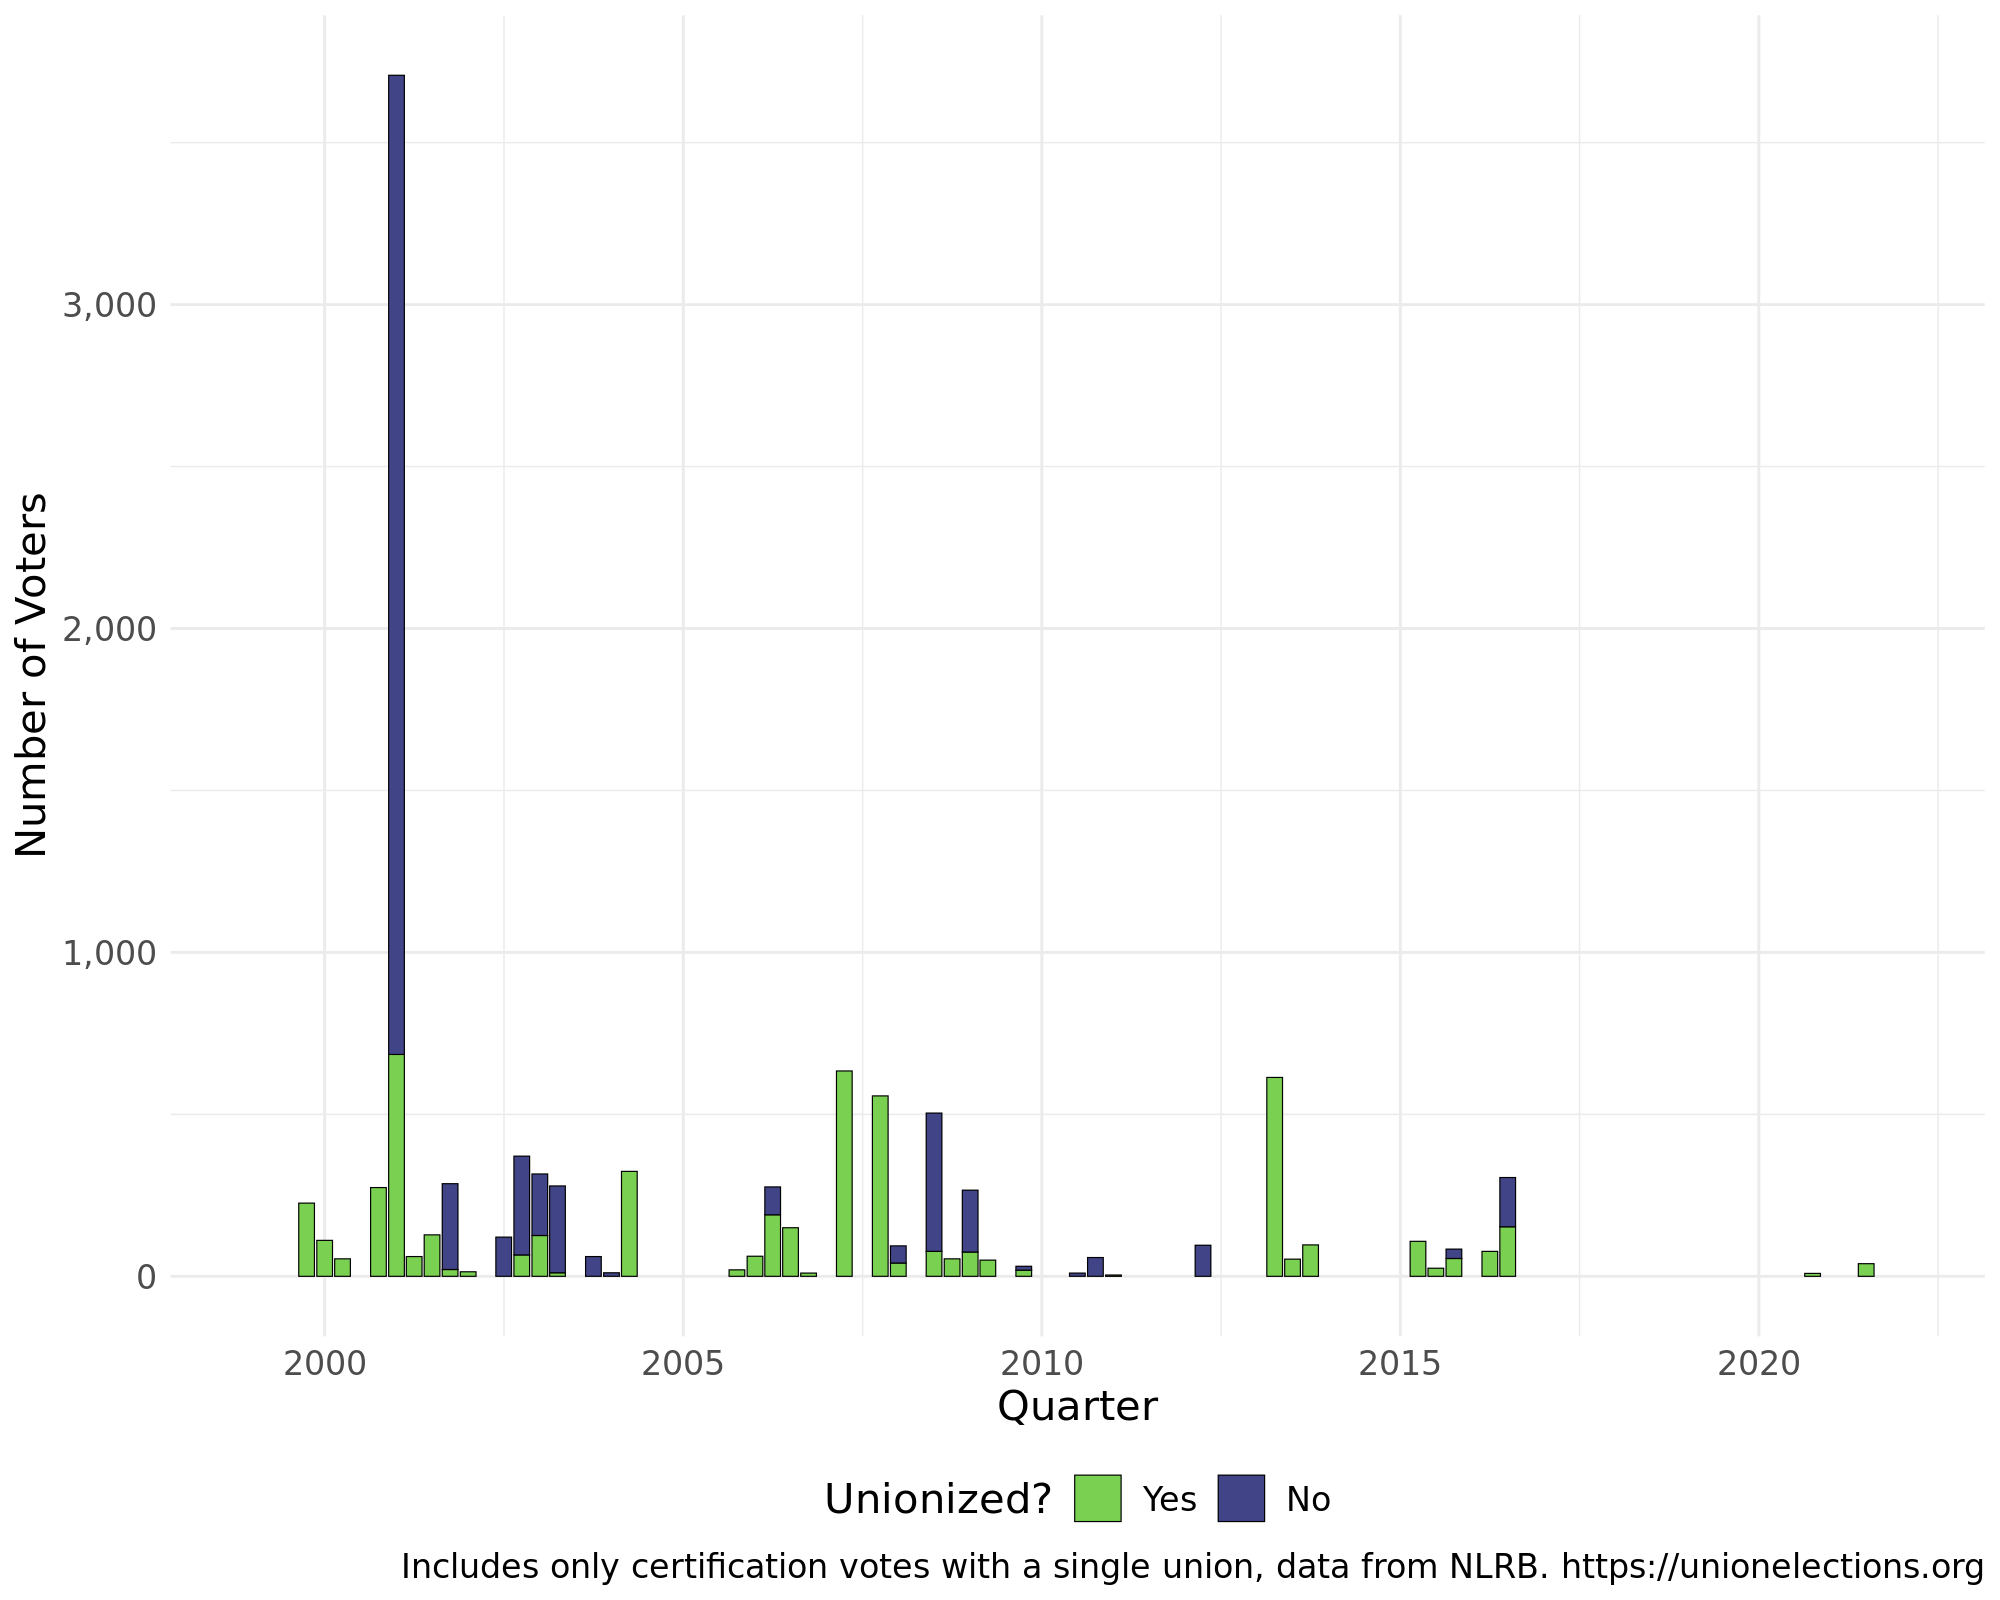 Number of Voters
3,000
2,000
1,000
0
2000 2005 2010 2015 2020
Quarter
Unionized? Yes No
Includes only certification votes with a single union, data from NLRB. https://unionelections.org